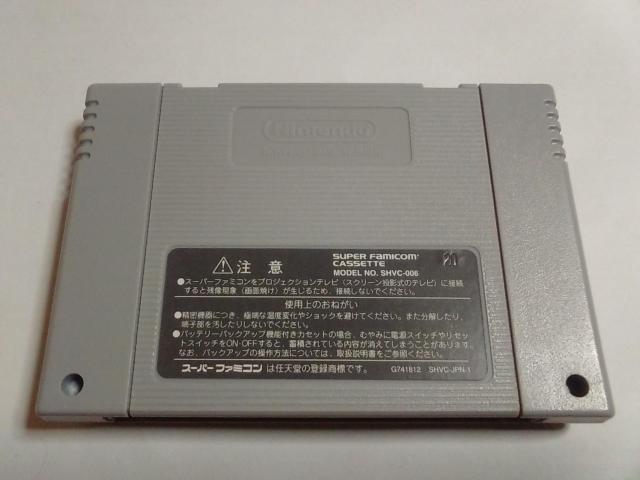 Nintendo
注意
SUPER FAMICOM
CASSETTE
MODEL NO. SHVC-006
20
●スーパーファミコンをプロジェクションテレビ（スクリーン投影式のテレビ）に接続
すると残像現象（画面焼け）が生じるため、接続しないでください。
使用上のおねがい
●精密機器につき、極端な温度変化やショックを避けてください。また分解したり、
端子部を汚したりしないでください。
●バッテリーバックアップ機能付きカセットの場合、むやみに電源スイッチやリセッ
トスイッチをON・OFFすると、蓄積されている内容が消えてしまうことがあります。
なお、バックアップの操作方法については、取扱説明書をご参照ください。
スーパーファミコン は任天堂の登録商標です。
G741812 SHVC-JPN-1